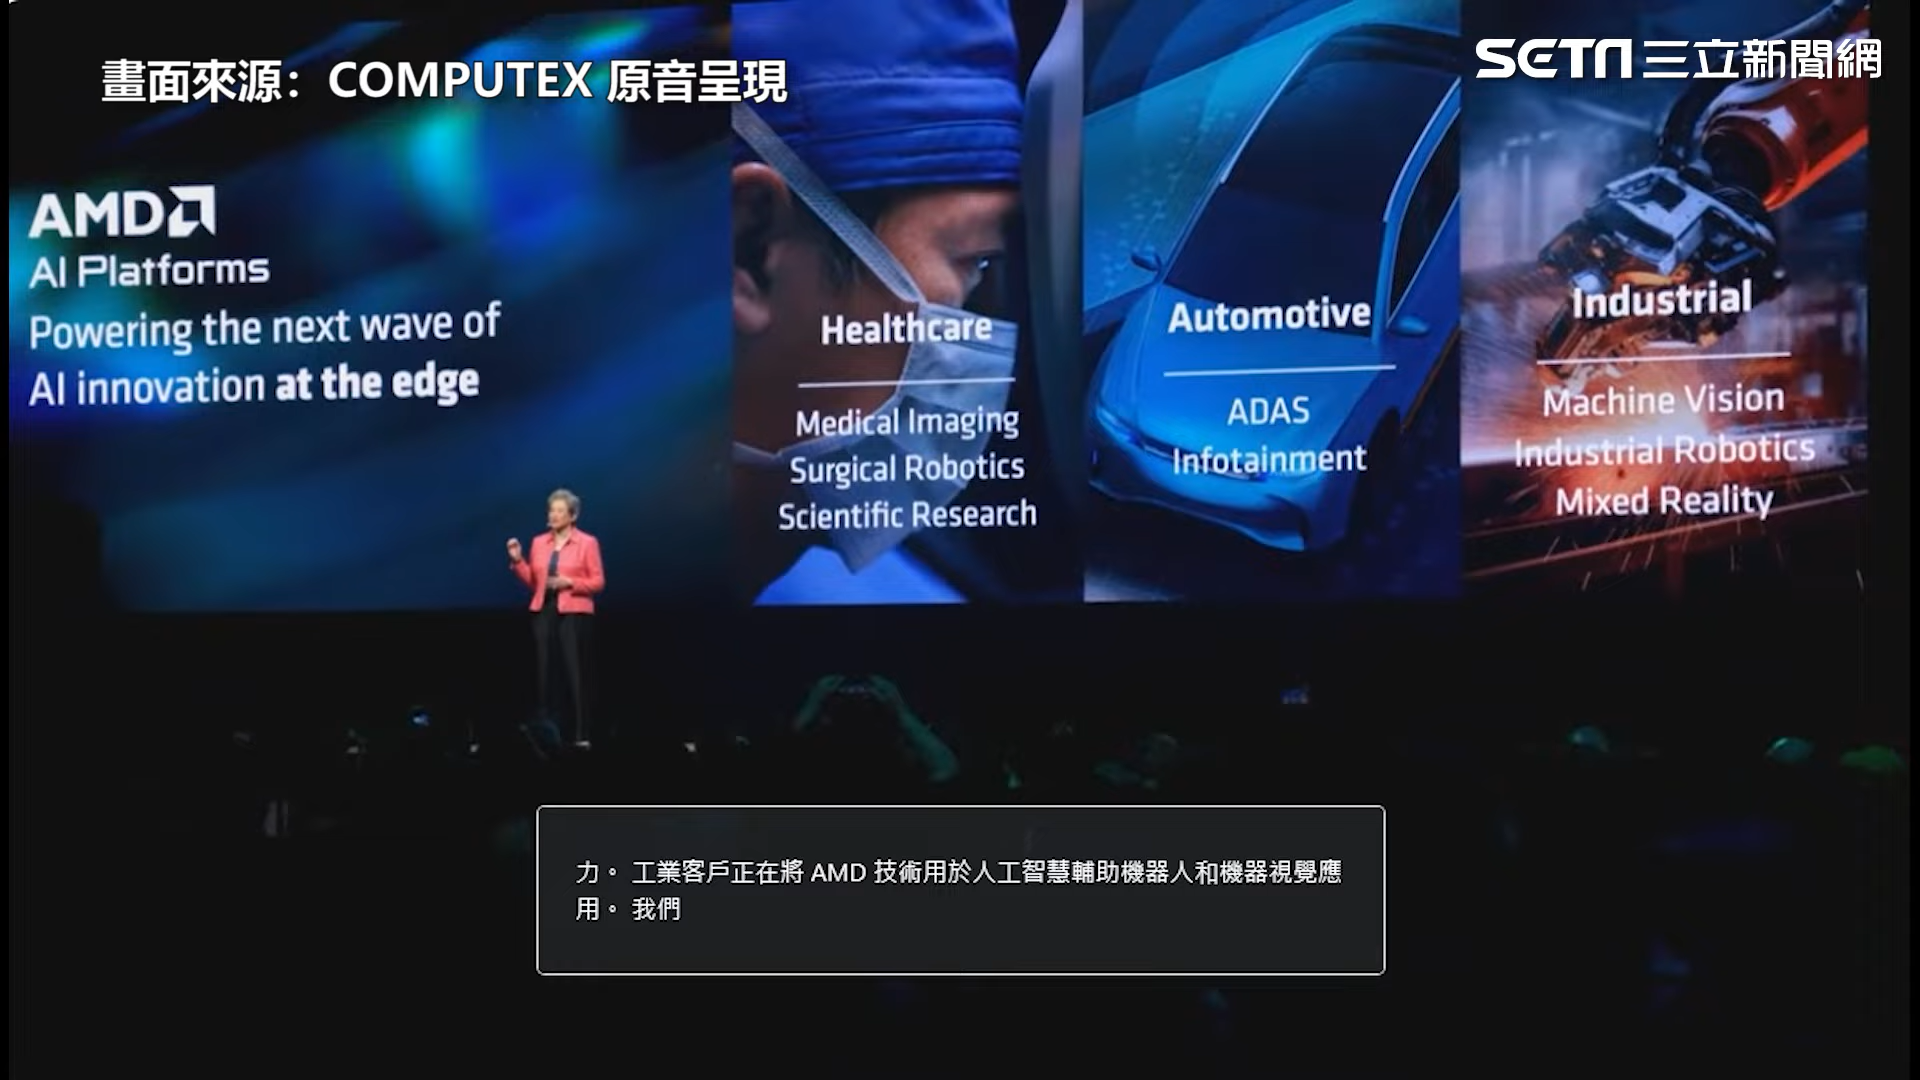 畫面來源：COMPUTEX 原音呈現
SETN三立新聞網
AMD
AI Platforms
Powering the next wave of
AI innovation at the edge
Healthcare
Medical Imaging
Surgical Robotics
Scientific Research
Automotive
ADAS
Infotainment
Industrial
Machine Vision
Industrial Robotics
Mixed Reality
力。 工業客戶正在將 AMD 技術用於人工智慧輔助機器人和機器視覺應
用。 我們